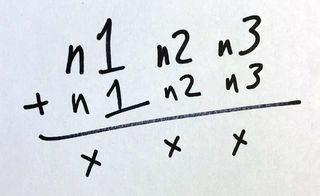 n1 n2 n3
+ n1 n2 n3
x x x